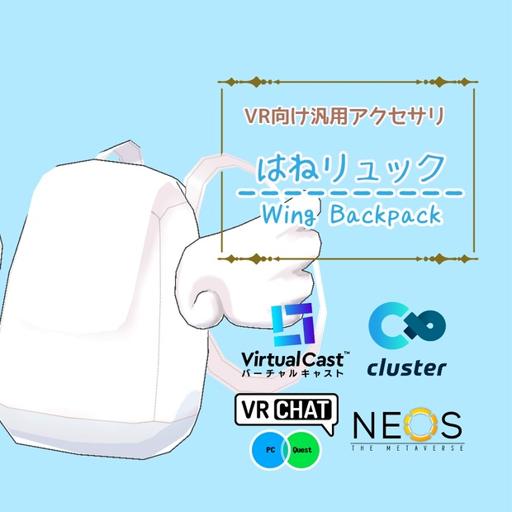 VR向け汎用アクセサリ
はねリュック
Wing Backpack
VirtualCast™
バーチャルキャスト
cluster
VR CHAT
PC Quest
NEOS
THE METAVERSE